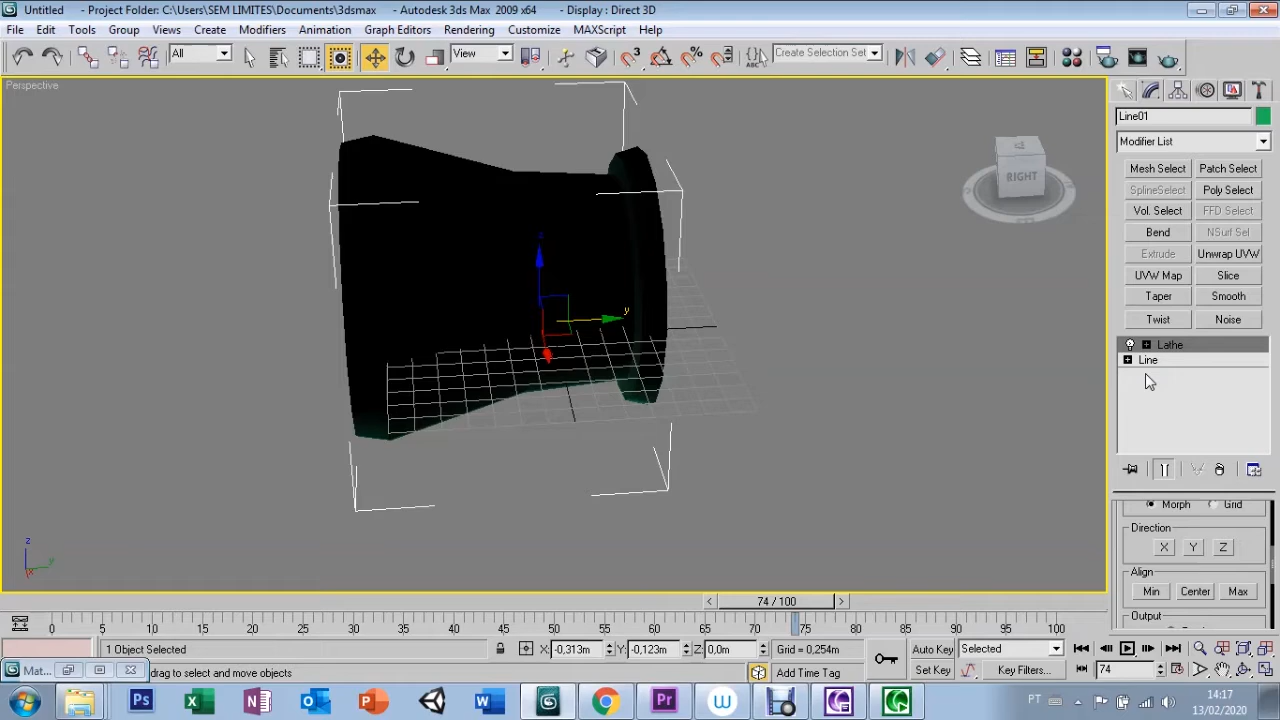 Untitled - Project Folder: C:\Users\SEM LIMITES\Documents\3dsmax - Autodesk 3ds Max 2009 x64 - Display : Direct 3D
File Edit Tools Group Views Create Modifiers Animation Graph Editors Rendering Customize MAXScript Help
All View Create Selection Set
Perspective
RIGHT
Line01
Modifier List
Mesh Select Patch Select
SplineSelect Poly Select
Vol. Select FFD Select
Bend NSurf Sel
Extrude Unwrap UVW
UVW Map Slice
Taper Smooth
Twist Noise
Lathe
Line
z
y
Morph Grid
Direction
X Y Z
Align
Min Center Max
Output
z
y
x
74 / 100
0 5 10 15 20 25 30 35 40 45 50 55 60 65 70 75 80 85 90 95 100
1 Object Selected X: -0,313m Y: -0,123m Z: 0,0m Grid = 0,254m Auto Key Selected
Mat... drag to select and move objects Add Time Tag Set Key Key Filters... 74
PT 14:17
13/02/2020